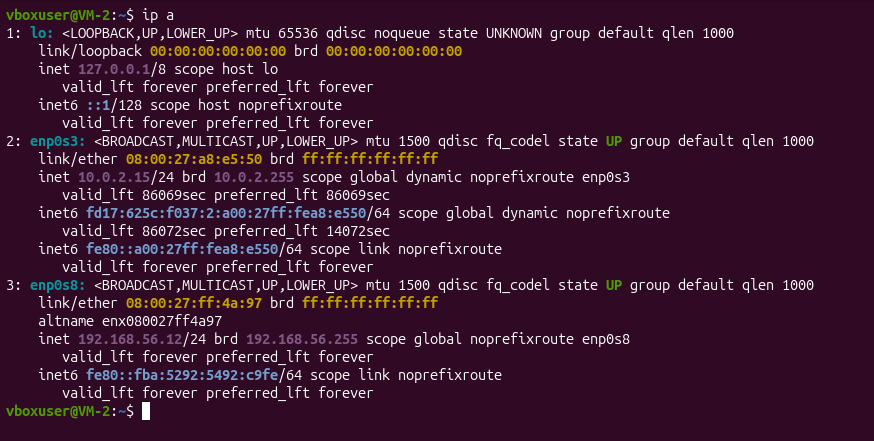 vboxuser@VM-2:~$ ip a
1: lo: <LOOPBACK,UP,LOWER_UP> mtu 65536 qdisc noqueue state UNKNOWN group default qlen 1000
    link/loopback 00:00:00:00:00:00 brd 00:00:00:00:00:00
    inet 127.0.0.1/8 scope host lo
       valid_lft forever preferred_lft forever
    inet6 ::1/128 scope host noprefixroute
       valid_lft forever preferred_lft forever
2: enp0s3: <BROADCAST,MULTICAST,UP,LOWER_UP> mtu 1500 qdisc fq_codel state UP group default qlen 1000
    link/ether 08:00:27:a8:e5:50 brd ff:ff:ff:ff:ff:ff
    inet 10.0.2.15/24 brd 10.0.2.255 scope global dynamic noprefixroute enp0s3
       valid_lft 86069sec preferred_lft 86069sec
    inet6 fd17:625c:f037:2:a00:27ff:fea8:e550/64 scope global dynamic noprefixroute
       valid_lft 86072sec preferred_lft 14072sec
    inet6 fe80::a00:27ff:fea8:e550/64 scope link noprefixroute
       valid_lft forever preferred_lft forever
3: enp0s8: <BROADCAST,MULTICAST,UP,LOWER_UP> mtu 1500 qdisc fq_codel state UP group default qlen 1000
    link/ether 08:00:27:ff:4a:97 brd ff:ff:ff:ff:ff:ff
    altname enx080027ff4a97
    inet 192.168.56.12/24 brd 192.168.56.255 scope global noprefixroute enp0s8
       valid_lft forever preferred_lft forever
    inet6 fe80::fba:5292:5492:c9fe/64 scope link noprefixroute
       valid_lft forever preferred_lft forever
vboxuser@VM-2:~$